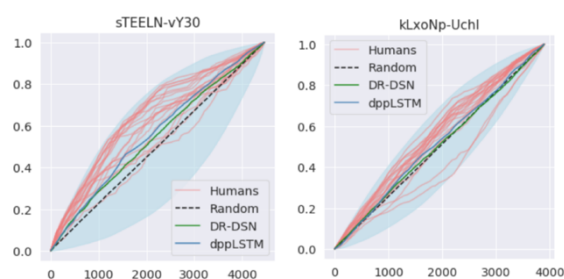 sTEELN-vY30
1.0
0.8
0.6
0.4
0.2
0.0
0 1000 2000 3000 4000
Humans
Random
DR-DSN
dppLSTM
kLxoNp-UchI
1.0
0.8
0.6
0.4
0.2
0.0
0 1000 2000 3000 4000
Humans
Random
DR-DSN
dppLSTM